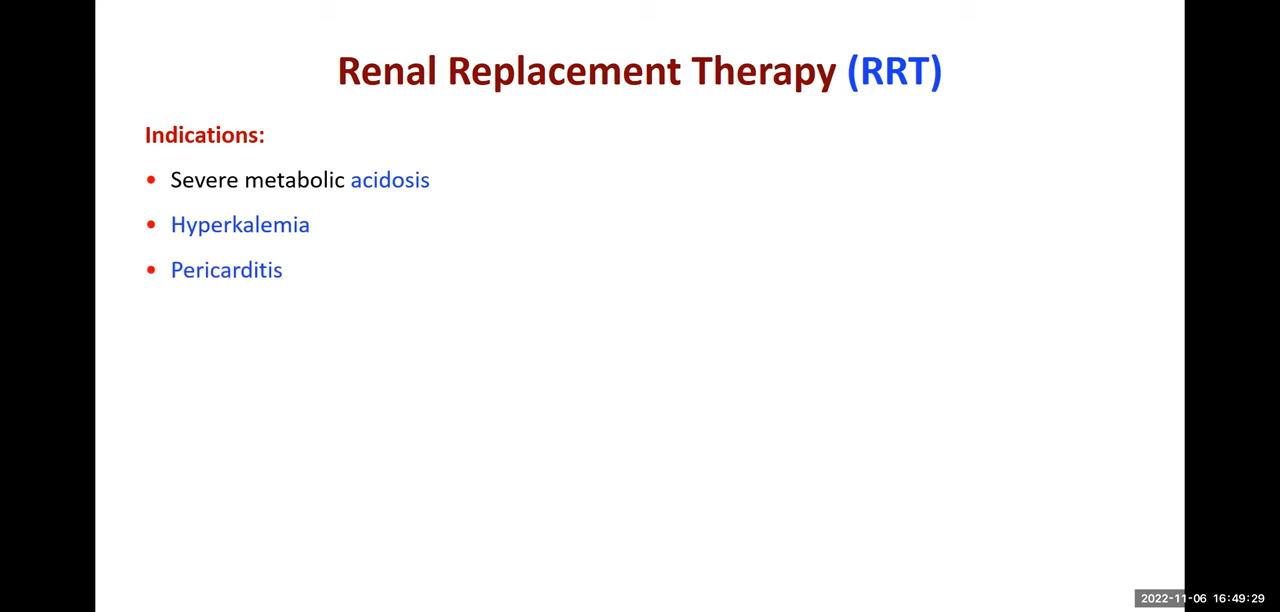 Renal Replacement Therapy (RRT)
Indications:
• Severe metabolic acidosis
• Hyperkalemia
• Pericarditis
2022-11-06 16:49:29